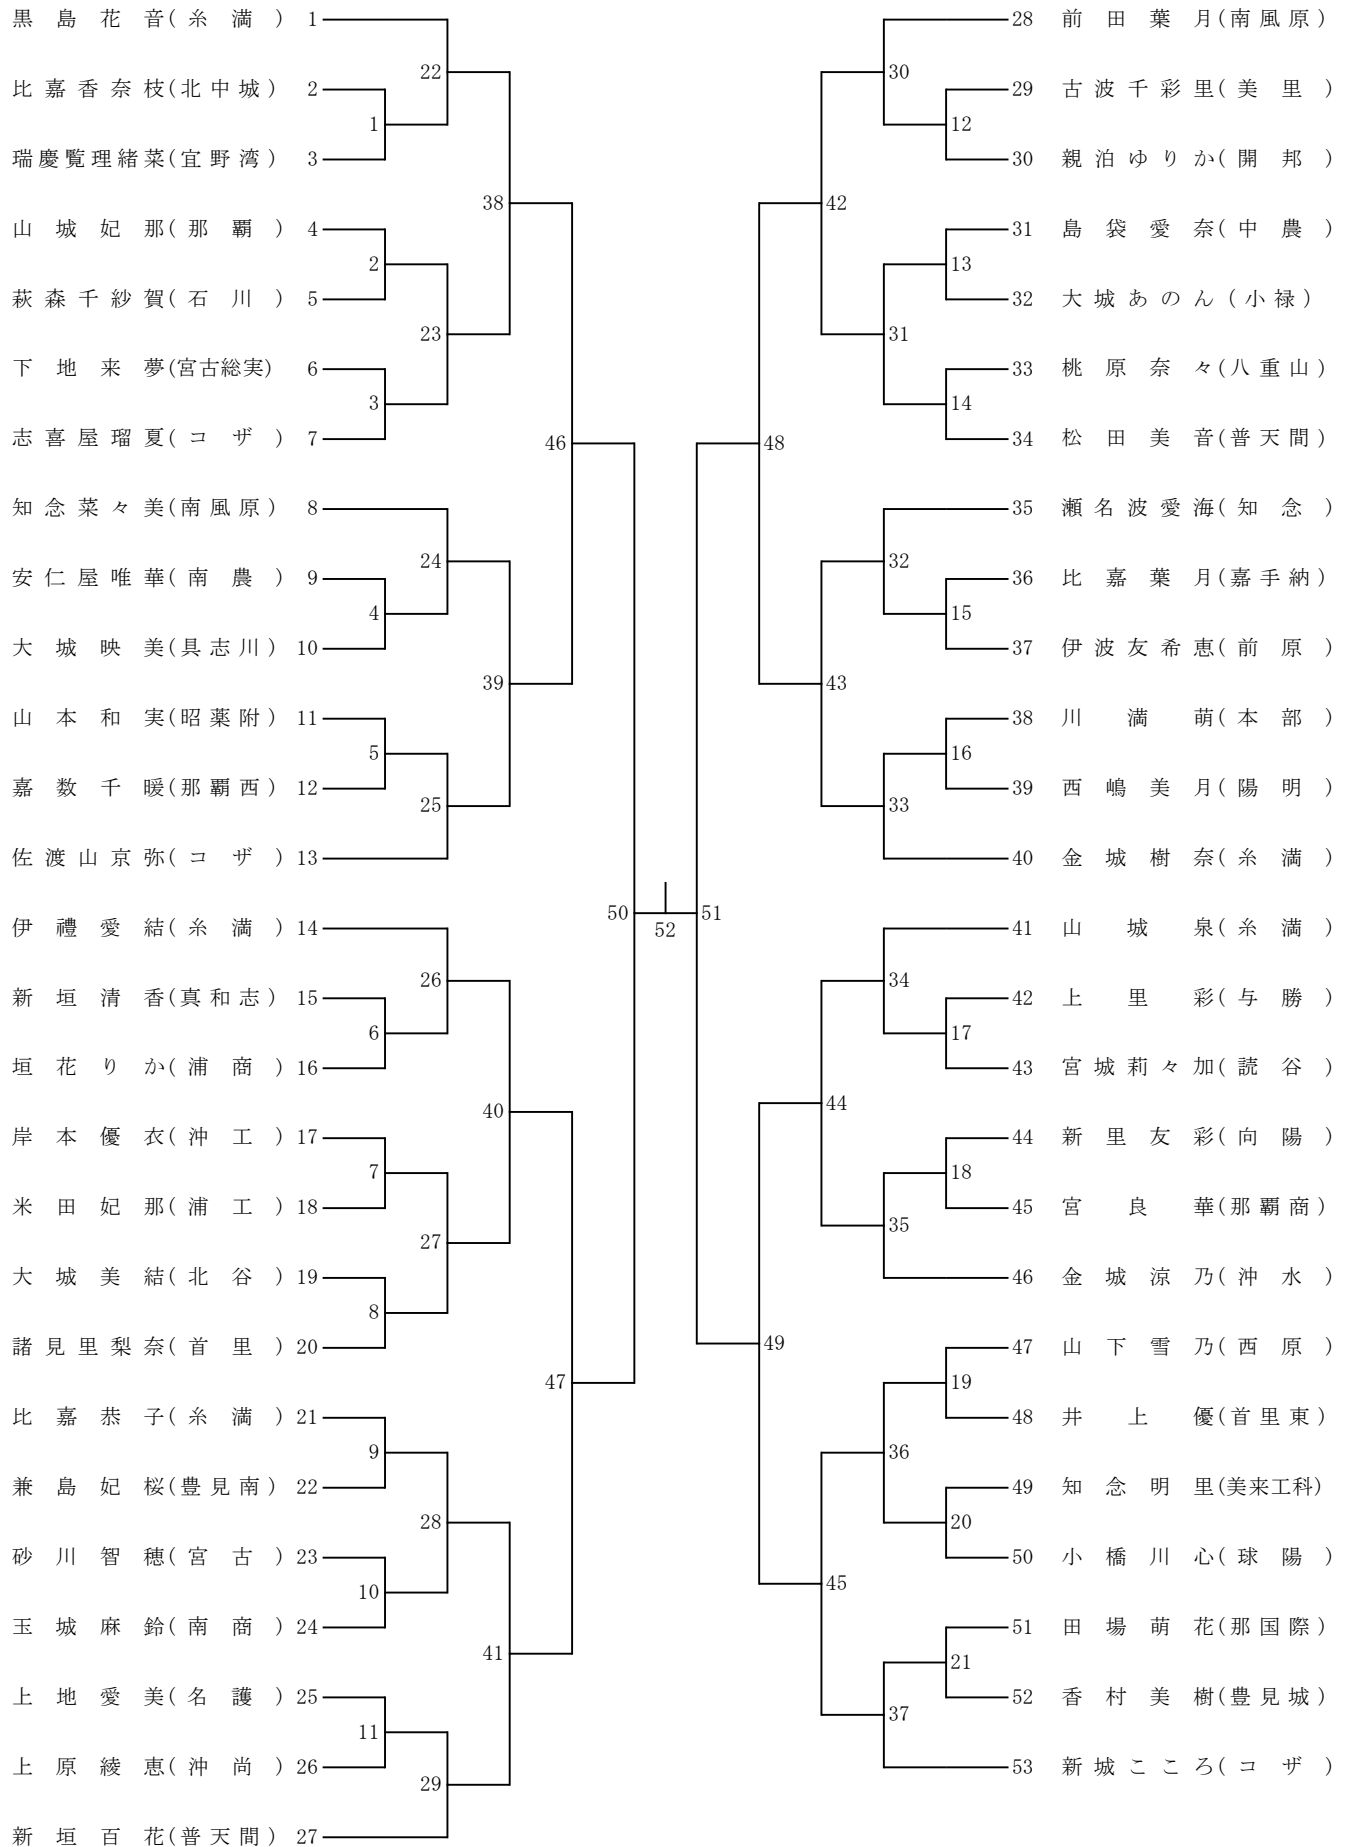 黒島花音(糸満) 1
比嘉香奈枝(北中城) 2
瑞慶覧理緒菜(宜野湾) 3
山城妃那(那覇) 4
萩森千紗賀(石川) 5
下地来夢(宮古総実) 6
志喜屋瑠夏(コザ) 7
知念菜々美(南風原) 8
安仁屋唯華(南農) 9
大城映美(具志川) 10
山本和実(昭薬附) 11
嘉数千暖(那覇西) 12
佐渡山京弥(コザ) 13
伊禮愛結(糸満) 14
新垣清香(真和志) 15
垣花りか(浦商) 16
岸本優衣(沖工) 17
米田妃那(浦工) 18
大城美結(北谷) 19
諸見里梨奈(首里) 20
比嘉恭子(糸満) 21
兼島妃桜(豊見南) 22
砂川智穂(宮古) 23
玉城麻鈴(南商) 24
上地愛美(名護) 25
上原綾恵(沖尚) 26
新垣百花(普天間) 27
1
2
3
4
5
6
7
8
9
10
11
22
23
24
25
26
27
28
29
38
39
40
41
46
47
50
52
51
48
49
42
43
44
45
30
31
32
33
34
35
36
37
12
13
14
15
16
17
18
19
20
21
28 前田葉月(南風原)
29 古波千彩里(美里)
30 親泊ゆりか(開邦)
31 島袋愛奈(中農)
32 大城あのん(小禄)
33 桃原奈々(八重山)
34 松田美音(普天間)
35 瀬名波愛海(知念)
36 比嘉葉月(嘉手納)
37 伊波友希恵(前原)
38 川満萌(本部)
39 西嶋美月(陽明)
40 金城樹奈(糸満)
41 山城泉(糸満)
42 上里彩(与勝)
43 宮城莉々加(読谷)
44 新里友彩(向陽)
45 宮良華(那覇商)
46 金城涼乃(沖水)
47 山下雪乃(西原)
48 井上優(首里東)
49 知念明里(美来工科)
50 小橋川心(球陽)
51 田場萌花(那国際)
52 香村美樹(豊見城)
53 新城こころ(コザ)